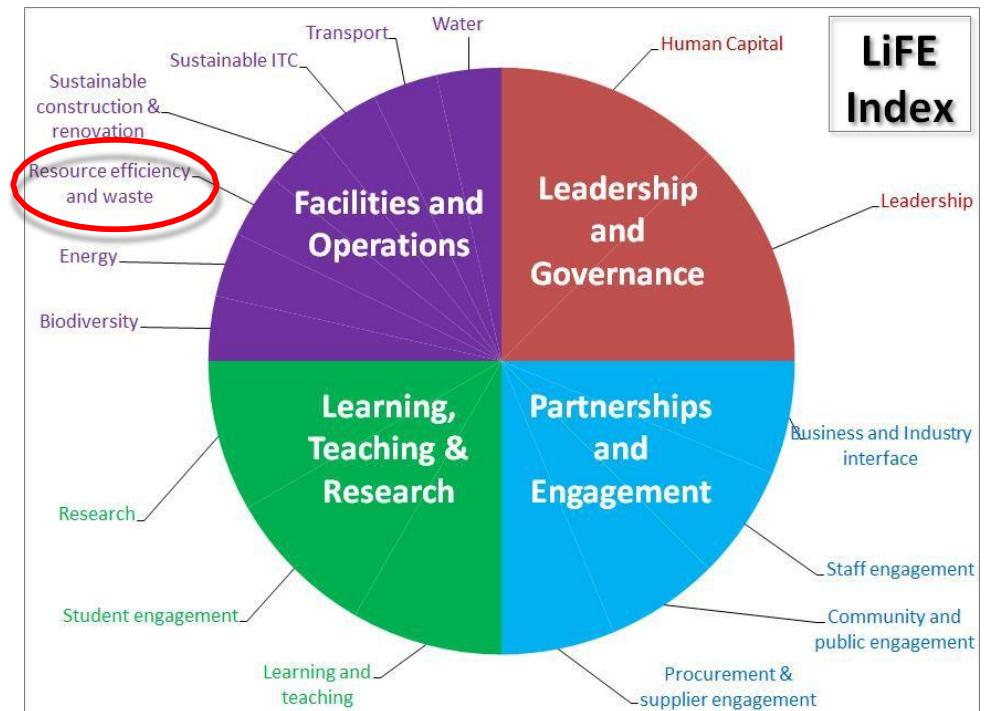 LiFE
Index
Water
Transport
Sustainable ITC
Sustainable
construction &
renovation
Resource efficiency
and waste
Energy
Biodiversity
Human Capital
Leadership
Facilities and
Operations
Leadership
and
Governance
Learning,
Teaching &
Research
Partnerships
and
Engagement
Business and Industry
interface
Research
Staff engagement
Student engagement
Community and
public engagement
Learning and
teaching
Procurement &
supplier engagement